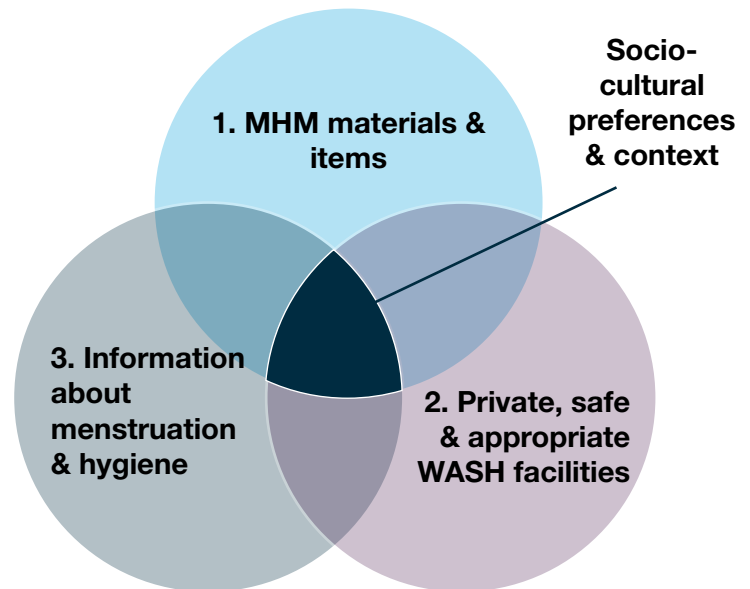 Socio-
cultural
preferences
& context
1. MHM materials &
items
3. Information
about
menstruation
& hygiene
2. Private, safe
& appropriate
WASH facilities